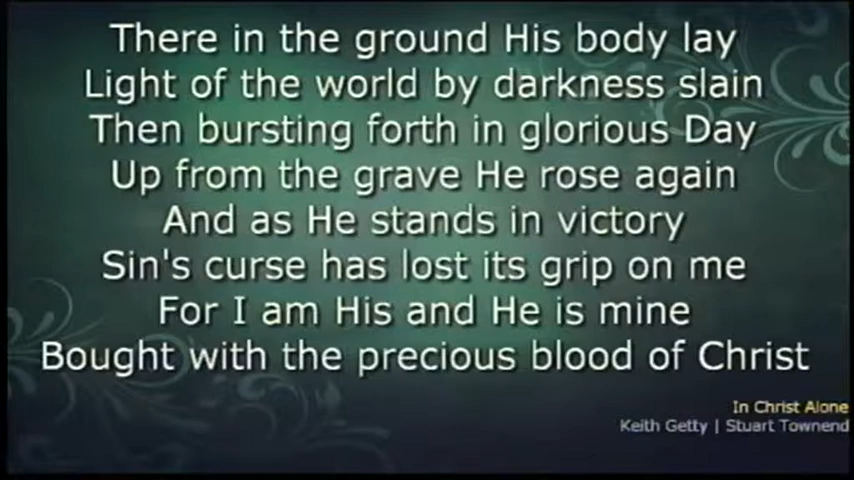 There in the ground His body lay
Light of the world by darkness slain
Then bursting forth in glorious Day
Up from the grave He rose again
And as He stands in victory
Sin's curse has lost its grip on me
For I am His and He is mine
Bought with the precious blood of Christ
In Christ Alone
Keith Getty | Stuart Townend